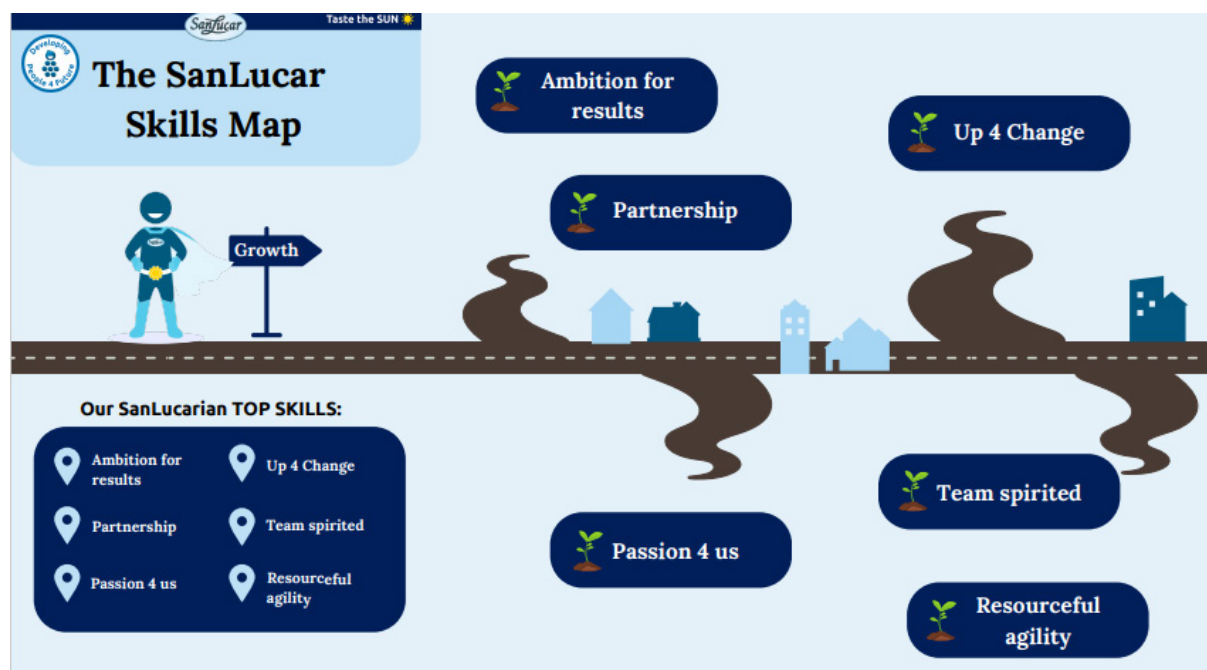 SanLucar
Taste the SUN
Developing
People 4 Future
The SanLucar
Skills Map
Ambition for
results
Up 4 Change
Partnership
Growth
Our SanLucarian TOP SKILLS:
Ambition for
results
Up 4 Change
Partnership
Team spirited
Passion 4 us
Resourceful
agility
Team spirited
Passion 4 us
Resourceful
agility